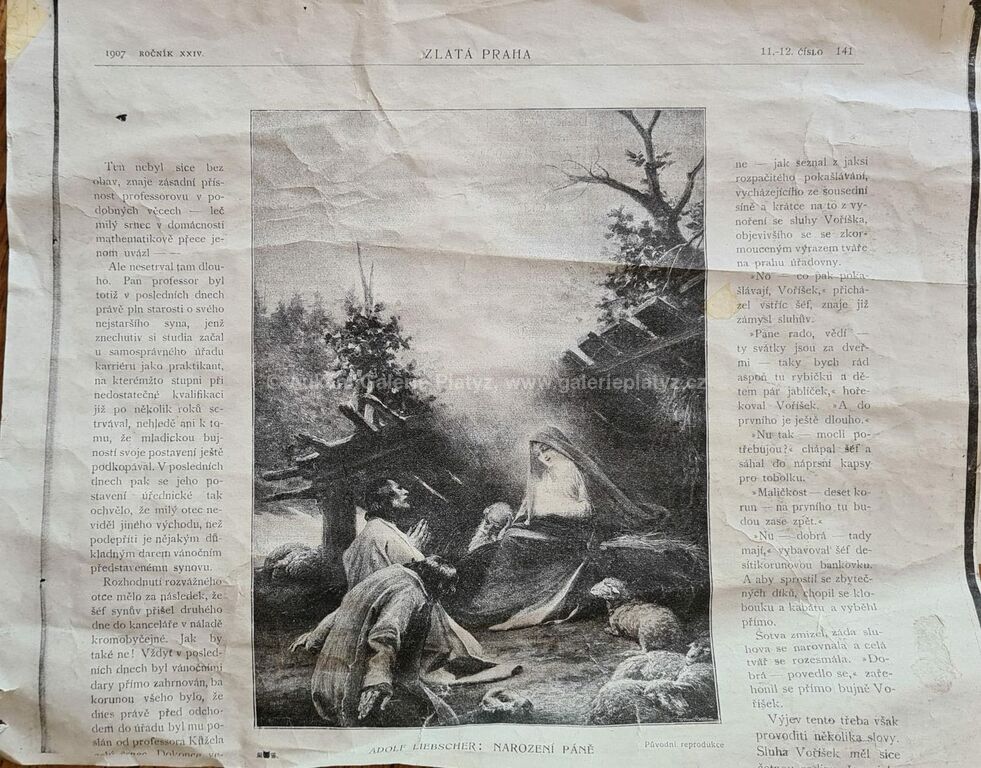 1907 ROČNÍK XXIV.
ZLATÁ PRAHA
11.-12. ČÍSLO 141
Ten nebyl sice bez
obav, znaje zásadní přís-
nost professorovu v po-
dobných věcech — leč
milý srnec v domácnosti
mathematikově přece je-
nom uvázl — —
Ale nesetrval tam dlou-
ho. Pan professor byl
totiž v posledních dnech
právě pln starosti o svého
nejstaršího syna, jenž
znechutiv si studia začal
u samosprávného úřadu
karriéru jako praktikant,
na kterémžto stupni při
nedostatečné kvalifikaci
již po několik roků se-
trvával, nehledě ani k to-
mu, že mladickou buj-
ností svoje postavení ještě
podkopával. V posledních
dnech pak se jeho po-
stavení úřednické tak
ochvělo, že milý otec ne-
viděl jiného východu, než
podepříti je nějakým dů-
kladným darem vánočním
představenému synovu.
Rozhodnutí rozvážného
otce mělo za následek, že
šéf synův přišel druhého
dne do kanceláře v náladě
kromobyčejné. Jak by
také ne! Vždyť v posled-
ních dnech byl vánočními
dary přímo zahrnován, ba
korunou všeho bylo, že
dnes právě před odcho-
dem do úřadu byl mu po-
slán od professora Kůžela
celý srnec. Dokonce ve-
© Aukro, Galerie Platýz, www.galerieplatyz.cz
ADOLF LIEBSCHER: NAROZENÍ PÁNĚ
Původní reprodukce
ne — jak seznal z jaksi
rozpačitého pokašlávání,
vycházejícího ze sousední
síně a krátce na to z vy-
noření se sluhy Voříška,
objevivšího se se zkor-
mouceným výrazem tváře
na prahu úřadovny.
»No — co pak poka-
šlávají, Voříšek,« přichá-
zel vstříc šéf, znaje již
zámysl sluhův.
»Pane rado, vědí —
ty svátky jsou za dveř-
mi — taky bych rád
aspoň tu rybičku a dě-
tem pár jablíček,« hoře-
koval Voříšek. »A do
prvního je ještě dlouho.«
»Nu tak — mocli po-
třebujou?« chápal šéf a
sáhal do náprsní kapsy
pro tobolku.
»Maličkost — deset ko-
run — na prvního tu bu-
dou zase zpět.«
»Nu — dobrá — tady
mají,« vybavoval šéf de-
sítikorunovou bankovku.
A aby sprostil se zbyteč-
ných díků, chopil se klo-
bouku a kabátu a vyběhl
přímo.
Sotva zmizel, záda slu-
hova se narovnala a celá
tvář se rozesmála. »Do-
brá — povedlo se,« zaře-
honil se přímo bujně Vo-
říšek.
Výjev tento třeba však
provoditi několika slovy.
Sluha Voříšek měl sice